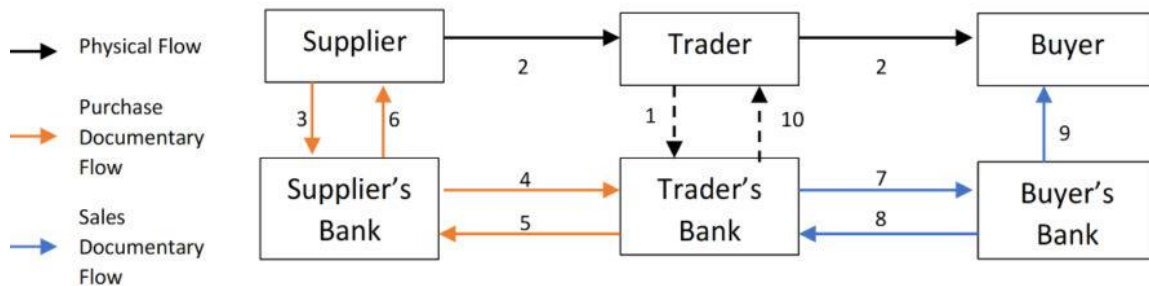 Physical Flow
Purchase
Documentary
Flow
Sales
Documentary
Flow
Supplier
Trader
Buyer
2
2
3
6
1
10
9
Supplier's
Bank
Trader's
Bank
Buyer's
Bank
4
5
7
8